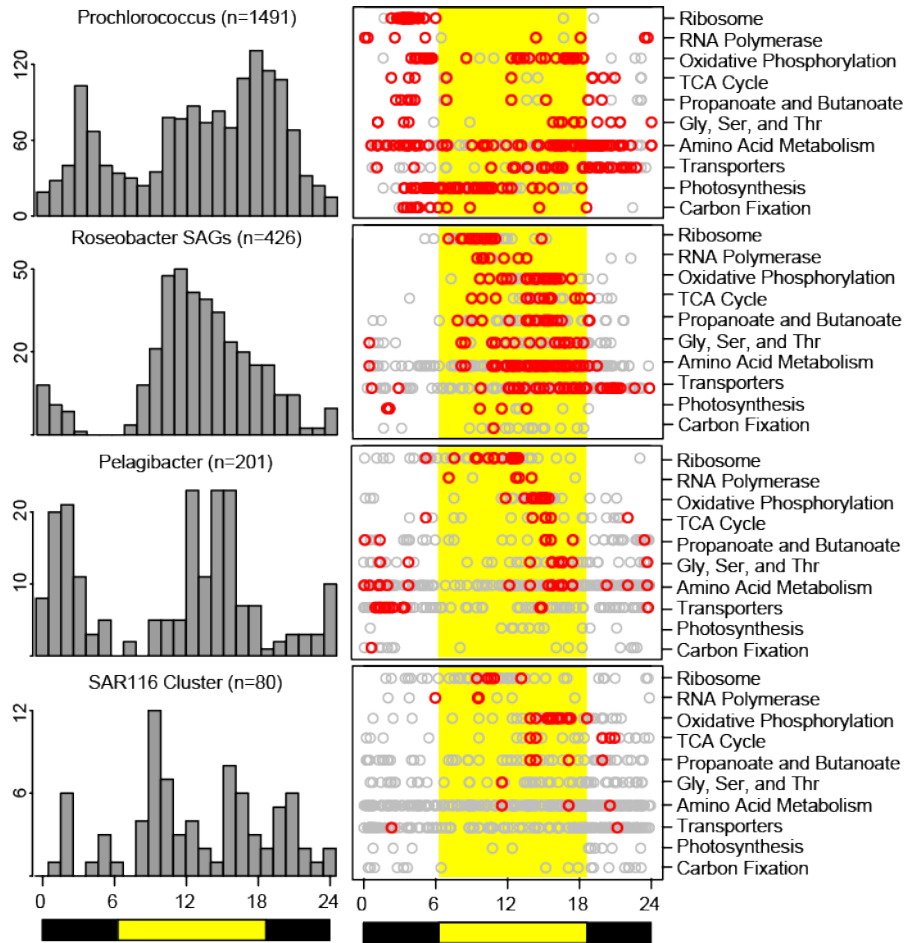 Prochlorococcus (n=1491)
120
60
0
Ribosome
RNA Polymerase
Oxidative Phosphorylation
TCA Cycle
Propanoate and Butanoate
Gly, Ser, and Thr
Amino Acid Metabolism
Transporters
Photosynthesis
Carbon Fixation
Roseobacter SAGs (n=426)
50
20
Ribosome
RNA Polymerase
Oxidative Phosphorylation
TCA Cycle
Propanoate and Butanoate
Gly, Ser, and Thr
Amino Acid Metabolism
Transporters
Photosynthesis
Carbon Fixation
Pelagibacter (n=201)
20
10
Ribosome
RNA Polymerase
Oxidative Phosphorylation
TCA Cycle
Propanoate and Butanoate
Gly, Ser, and Thr
Amino Acid Metabolism
Transporters
Photosynthesis
Carbon Fixation
SAR116 Cluster (n=80)
12
6
Ribosome
RNA Polymerase
Oxidative Phosphorylation
TCA Cycle
Propanoate and Butanoate
Gly, Ser, and Thr
Amino Acid Metabolism
Transporters
Photosynthesis
Carbon Fixation
0 6 12 18 24
0 6 12 18 24